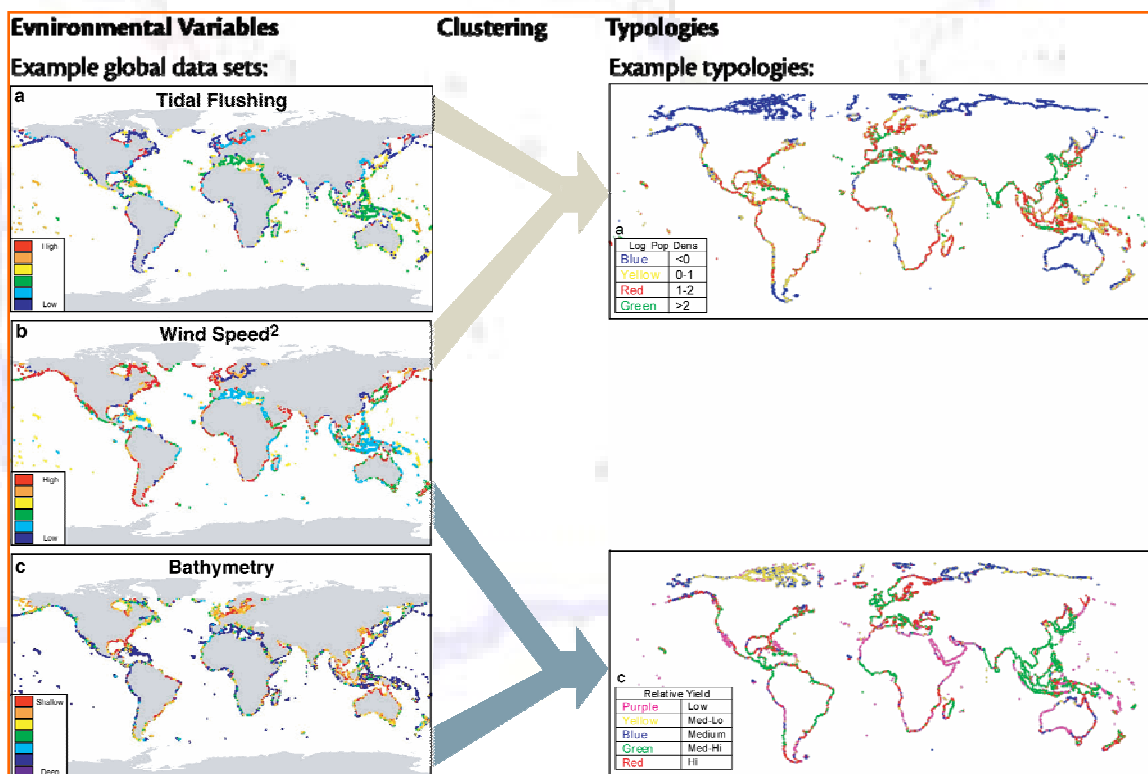 Evnironmental Variables Clustering Typologies
Example global data sets: Example typologies:
a
Tidal Flushing
High
Low
b
Wind Speed2
High
Low
c
Bathymetry
Shallow
Deep
a
Log Pop Dens
Blue <0
Yellow 0-1
Red 1-2
Green >2
c
Relative Yield
Purple Low
Yellow Med-Lo
Blue Medium
Green Med-Hi
Red Hi